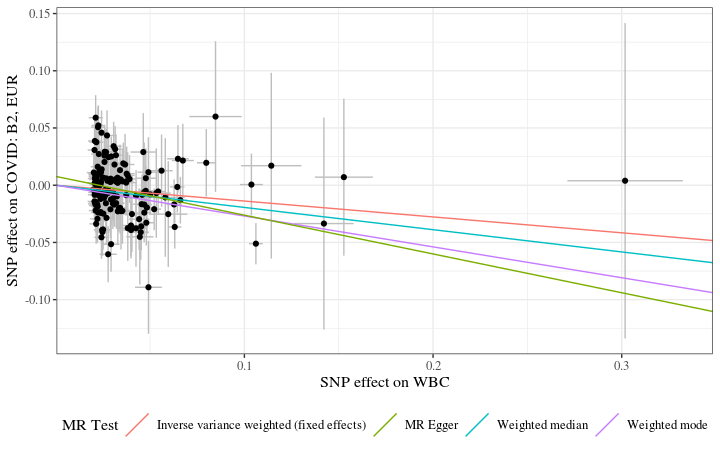 0.15
0.10
0.05
0.00
-0.05
-0.10
SNP effect on COVID: B2, EUR
0.1
0.2
0.3
SNP effect on WBC
MR Test
Inverse variance weighted (fixed effects)
MR Egger
Weighted median
Weighted mode